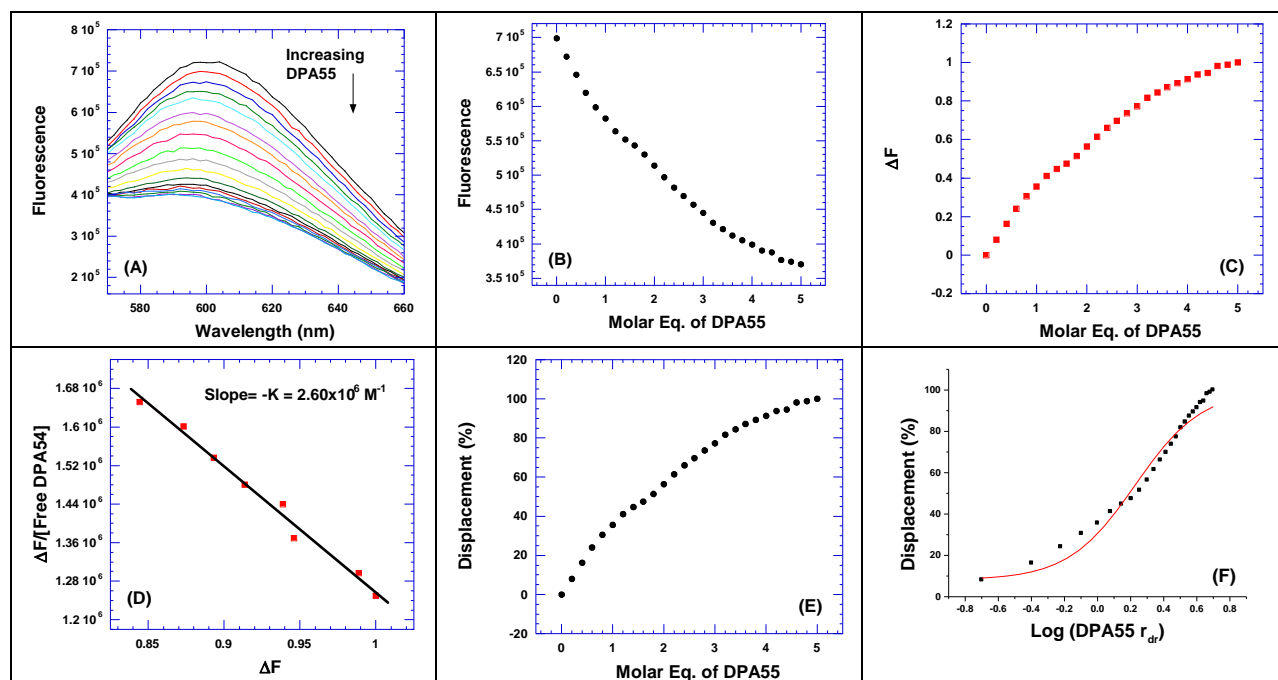 8 10⁵
7 10⁵
6 10⁵
5 10⁵
4 10⁵
3 10⁵
2 10⁵
Fluorescence
Increasing
DPA55
(A)
580 600 620 640 660
Wavelength (nm)
7 10⁵
6.5 10⁵
6 10⁵
5.5 10⁵
5 10⁵
4.5 10⁵
4 10⁵
3.5 10⁵
Fluorescence
(B)
0 1 2 3 4 5
Molar Eq. of DPA55
1.2
1
0.8
0.6
0.4
0.2
0
-0.2
ΔF
(C)
0 1 2 3 4 5
Molar Eq. of DPA55
1.68 10⁶
1.6 10⁶
1.52 10⁶
1.44 10⁶
1.36 10⁶
1.28 10⁶
1.2 10⁶
ΔF/[Free DPA54]
Slope= -K = 2.60x10⁶ M⁻¹
(D)
0.85 0.9 0.95 1
ΔF
120
100
80
60
40
20
0
-20
Displacement (%)
(E)
0 1 2 3 4 5
Molar Eq. of DPA55
100
80
60
40
20
0
Displacement (%)
(F)
-0.8 -0.6 -0.4 -0.2 0.0 0.2 0.4 0.6 0.8
Log (DPA55 r_dr)